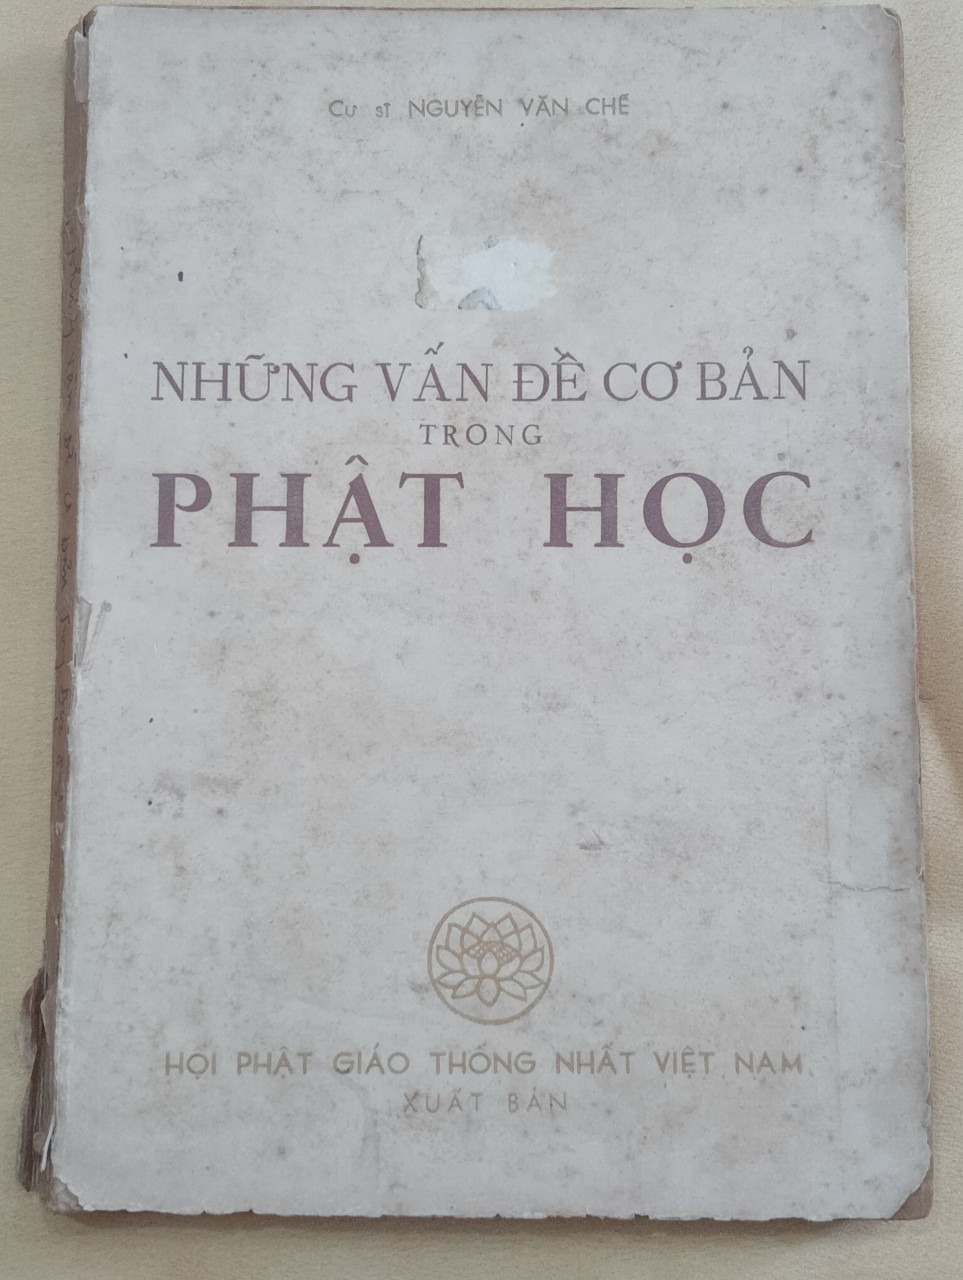 Cư sĩ NGUYỄN VĂN CHẾ
NHỮNG VẤN ĐỀ CƠ BẢN
TRONG
PHẬT HỌC
HỘI PHẬT GIÁO THỐNG NHẤT VIỆT NAM
XUẤT BẢN